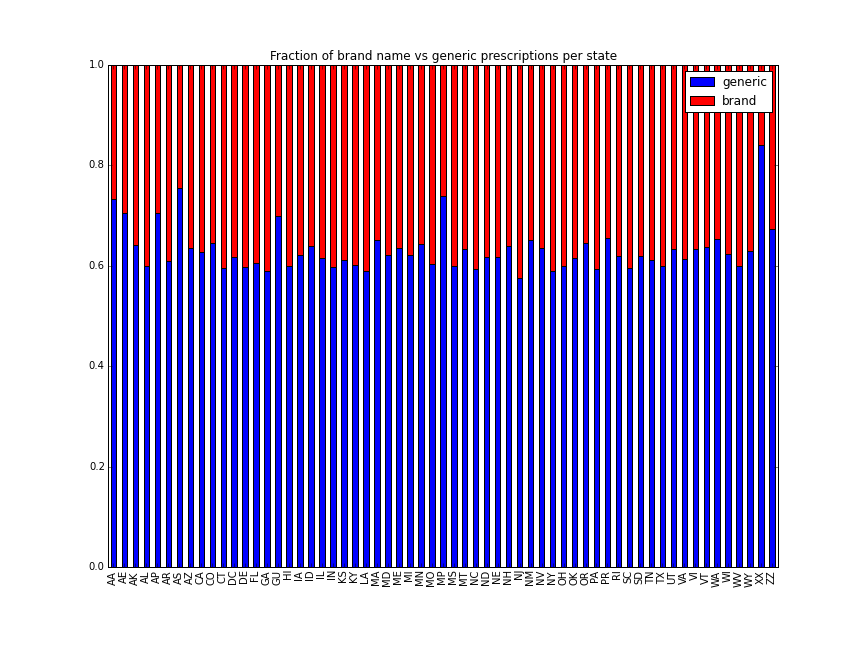 Fraction of brand name vs generic prescriptions per state
1.0
0.8
0.6
0.4
0.2
0.0
generic
brand
AA AE AK AL AP AR AS AZ CA CO CT DC DE FL GA GU HI IA ID IL IN KS KY LA MA MD ME MI MN MO MP MS MT NC ND NE NH NJ NM NV NY OH OK OR PA PR RI SC SD TN TX UT VA VI VT WA WI WV WY XX ZZ